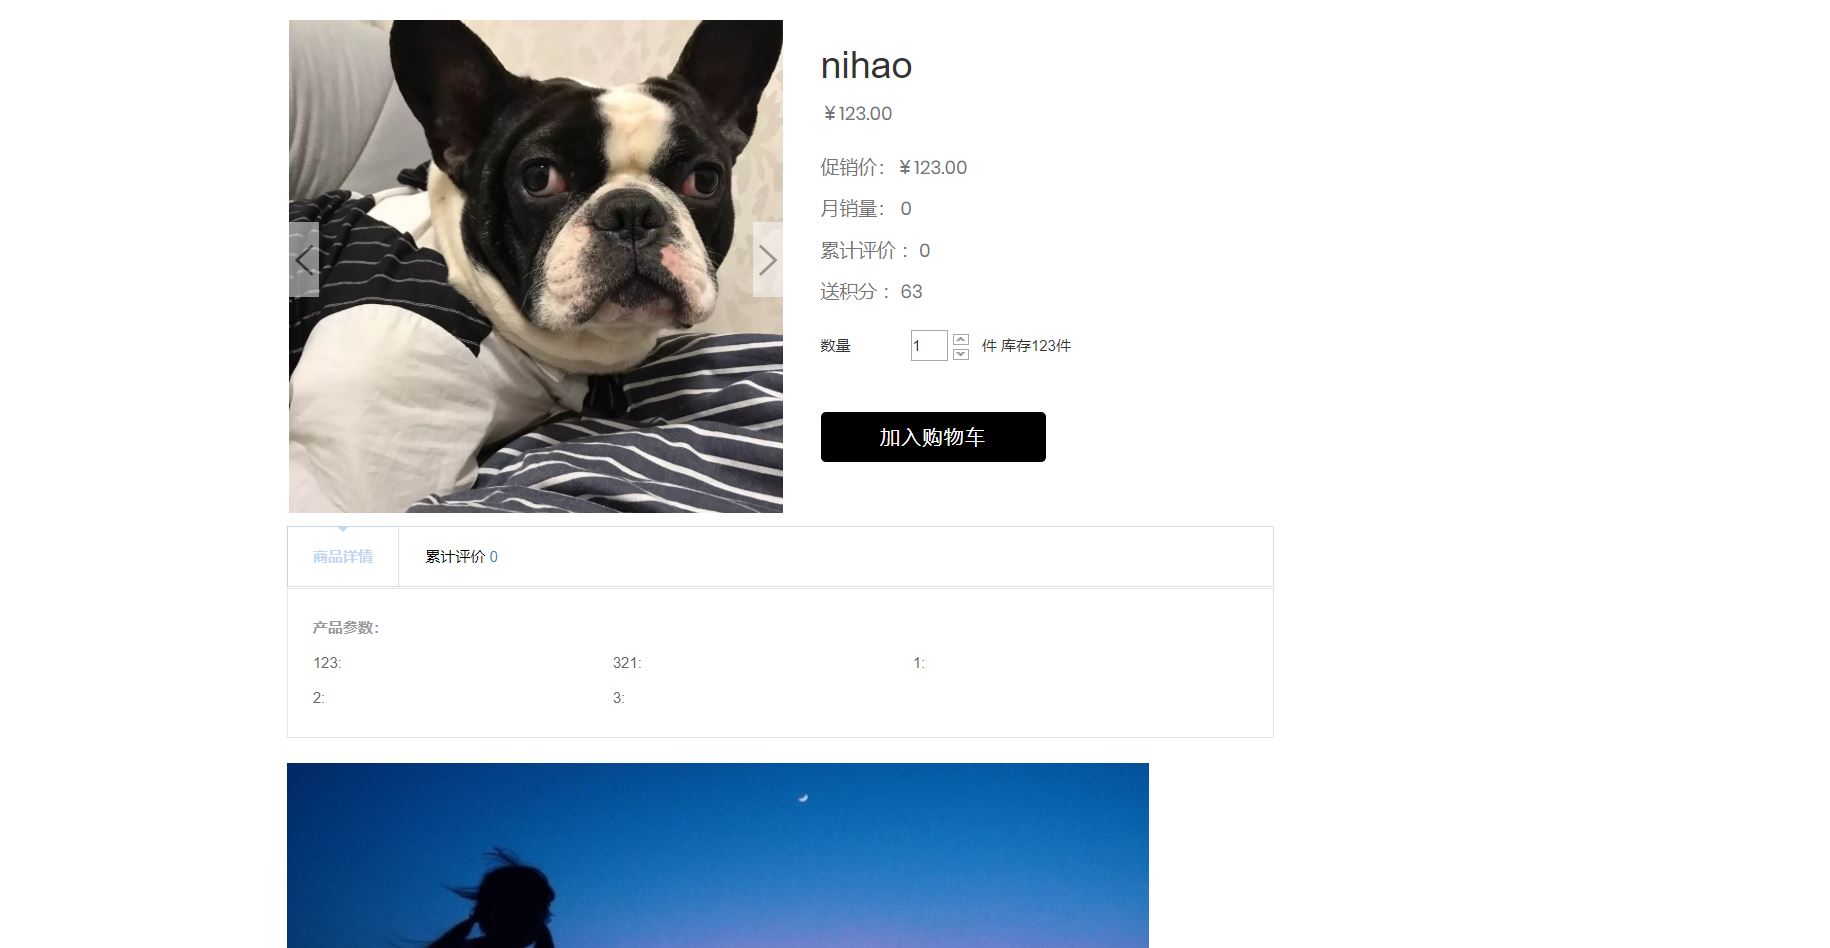 nihao
￥123.00
促销价： ￥123.00
月销量： 0
累计评价 ：0
送积分 ：63
数量 1 件 库存123件
加入购物车
商品详情 累计评价 0
产品参数：
123: 321: 1:
2: 3: